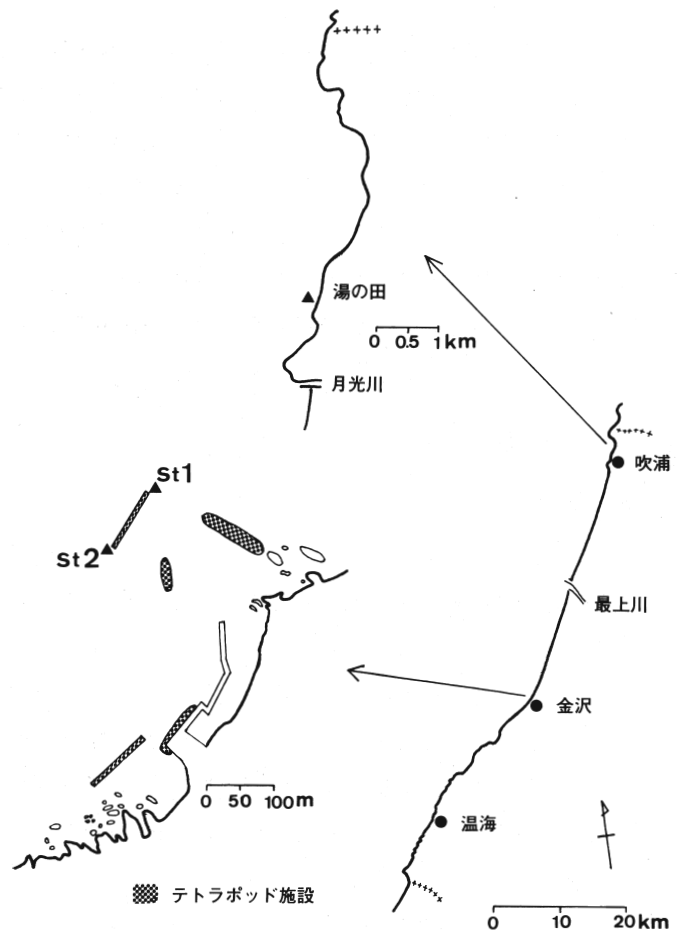 湯の田
0 0.5 1km
月光川
st1
st2
吹浦
最上川
金沢
0 50 100m
温海
テトラポッド施設
0 10 20km